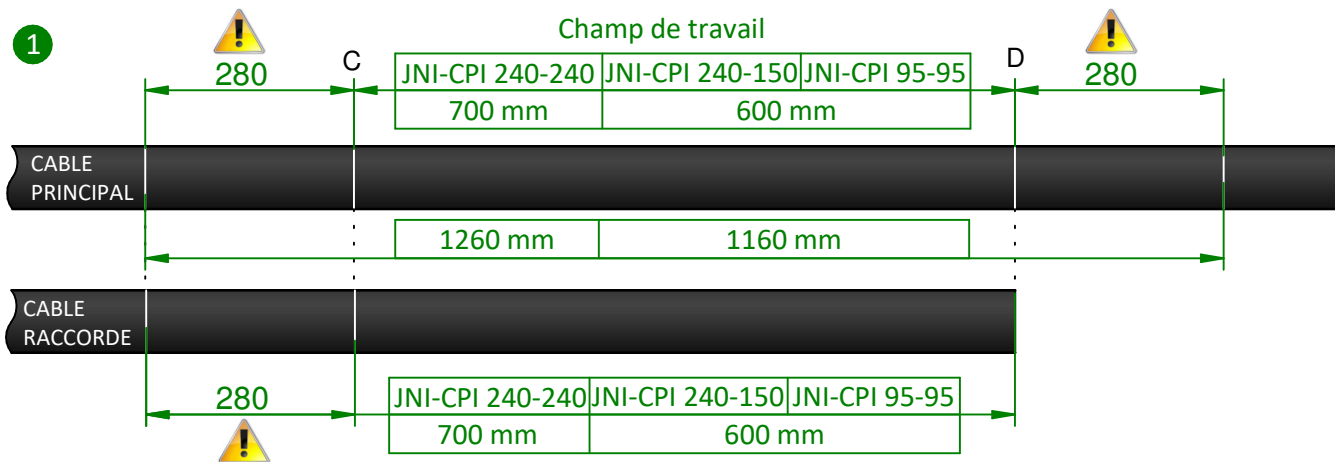 1
Champ de travail
280
C
JNI-CPI 240-240 JNI-CPI 240-150 JNI-CPI 95-95
D
280
700 mm 600 mm
CABLE
PRINCIPAL
1260 mm 1160 mm
CABLE
RACCORDE
280
JNI-CPI 240-240 JNI-CPI 240-150 JNI-CPI 95-95
700 mm 600 mm